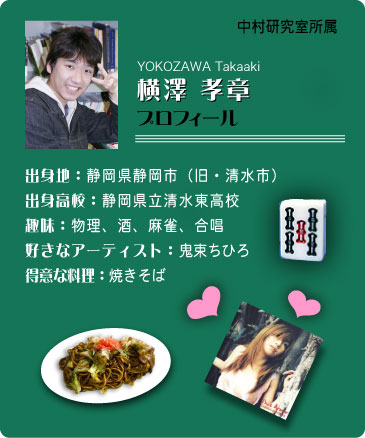 中村研究室所属
YOKOZAWA Takaaki
横澤 孝章
プロフィール
出身地：静岡県静岡市（旧・清水市）
出身高校：静岡県立清水東高校
趣味：物理、酒、麻雀、合唱
好きなアーティスト：鬼束ちひろ
得意な料理：焼きそば